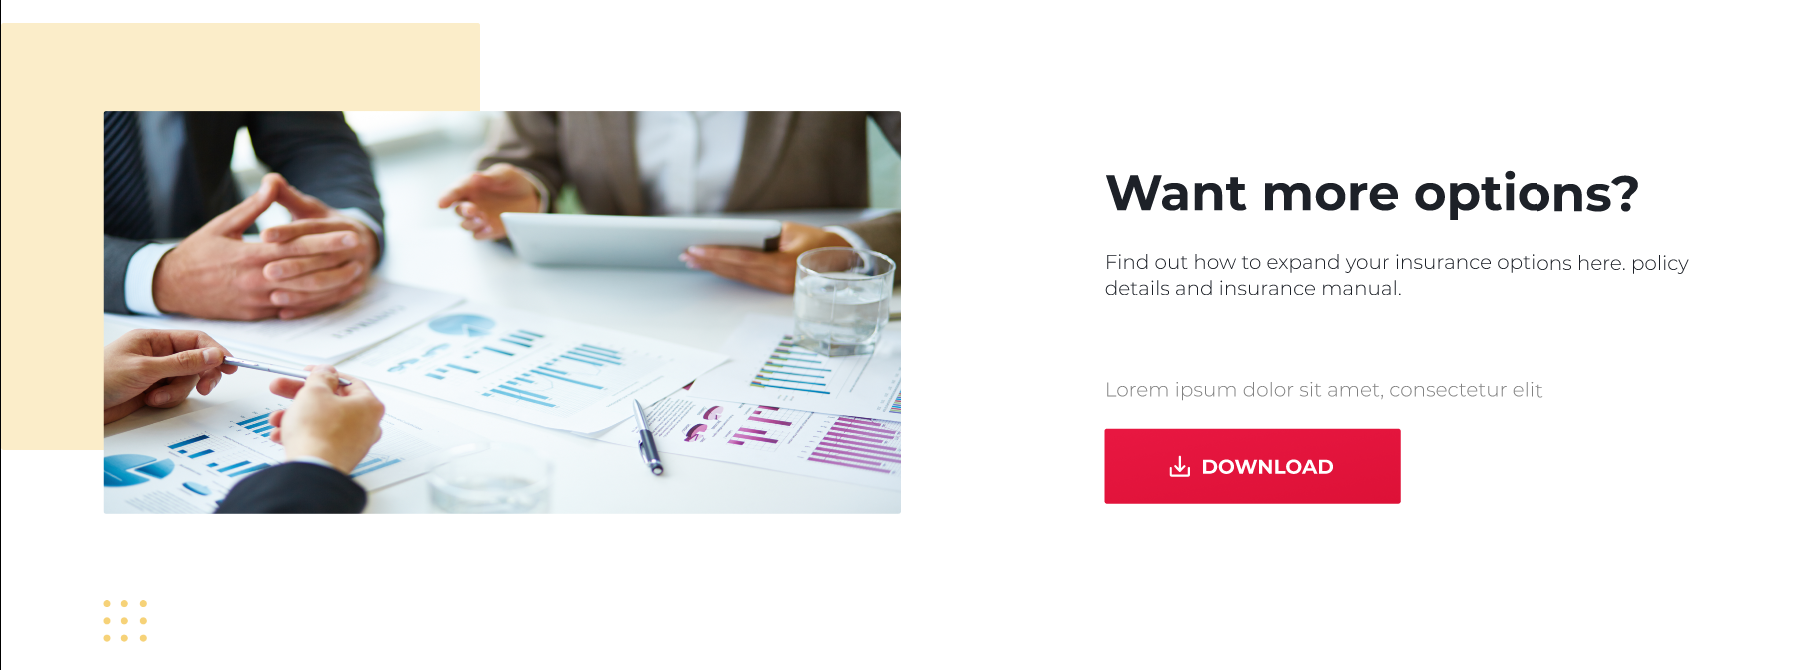 Want more options?
Find out how to expand your insurance options here. policy
details and insurance manual.
Lorem ipsum dolor sit amet, consectetur elit
DOWNLOAD